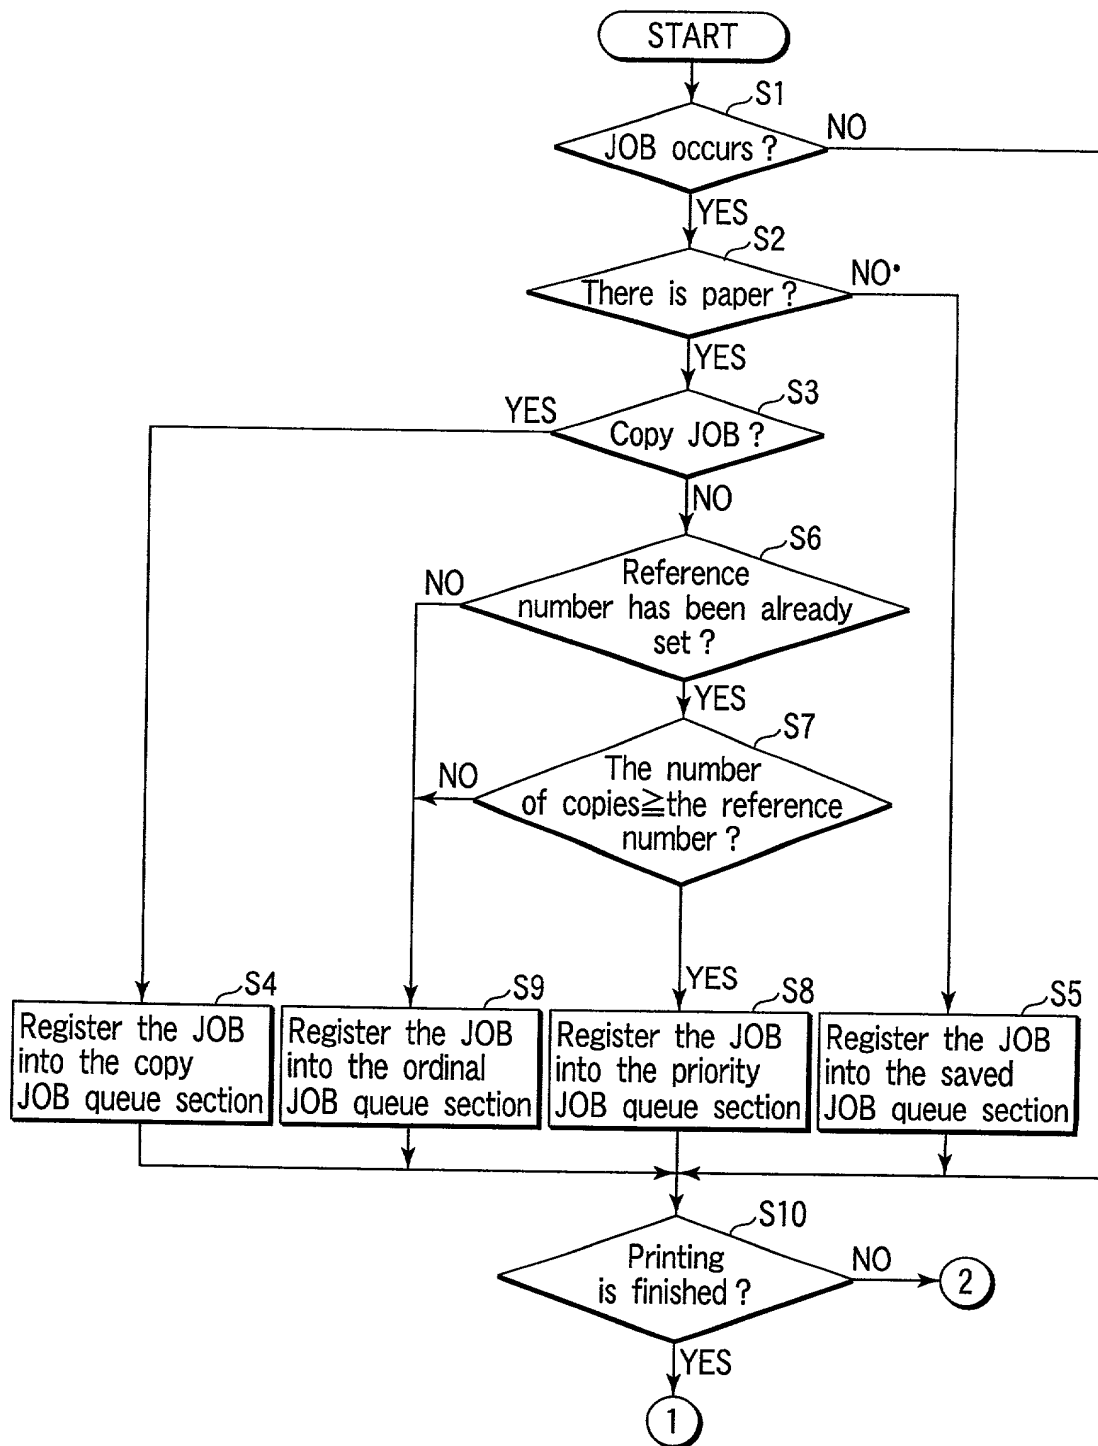 START
S1
JOB occurs?
NO
YES
S2
There is paper?
NO
YES
S3
YES
Copy JOB?
NO
S6
NO
Reference
number has been already
set?
YES
S7
NO
The number
of copies≧the reference
number?
YES
S4
Register the JOB
into the copy
JOB queue section
S9
Register the JOB
into the ordinal
JOB queue section
S8
Register the JOB
into the priority
JOB queue section
S5
Register the JOB
into the saved
JOB queue section
S10
Printing
is finished?
NO
2
YES
1